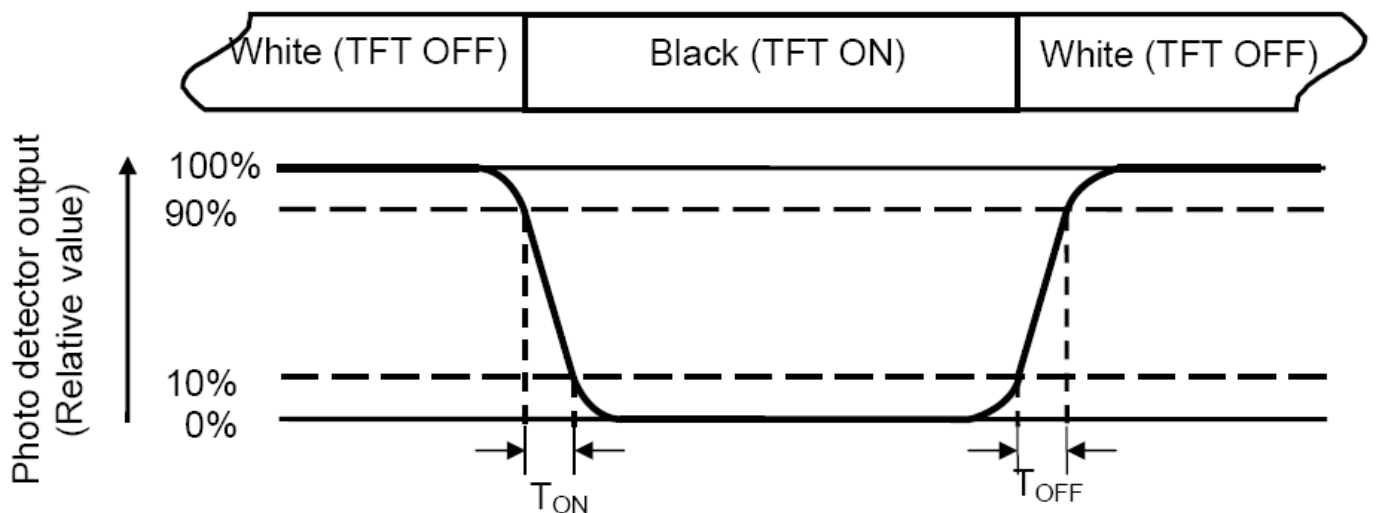 White (TFT OFF)
Black (TFT ON)
White (TFT OFF)
Photo detector output
(Relative value)
100%
90%
10%
0%
TON
TOFF